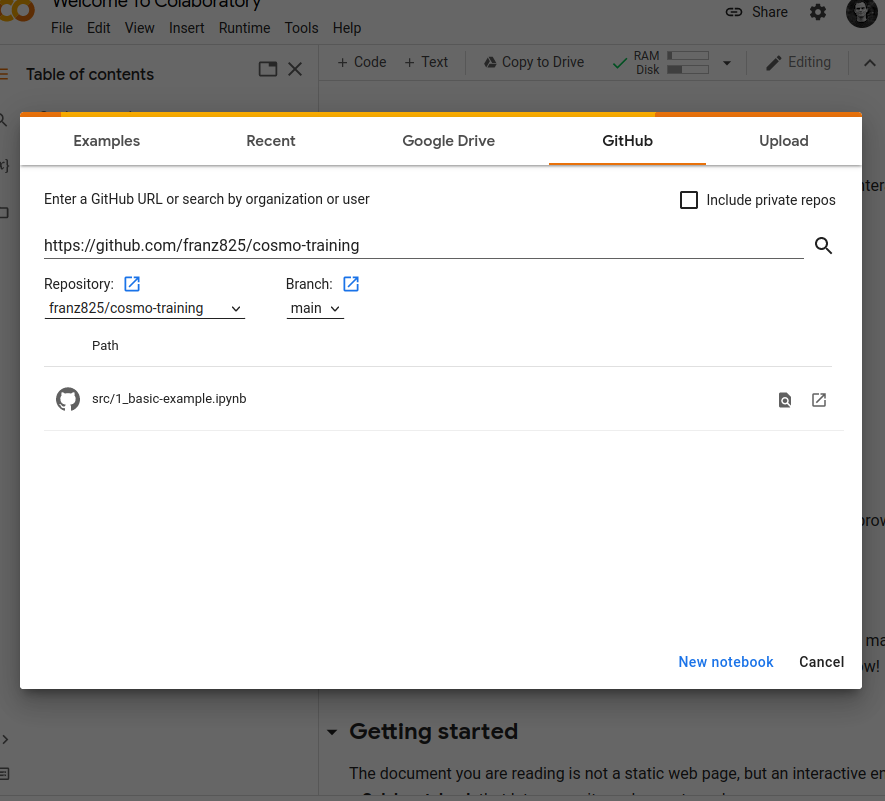 Welcome To Colaboratory
File Edit View Insert Runtime Tools Help
Share
Table of contents
+ Code + Text Copy to Drive
RAM
Disk
Editing
Examples Recent Google Drive GitHub Upload
Enter a GitHub URL or search by organization or user
Include private repos
https://github.com/franz825/cosmo-training
Repository: Branch:
franz825/cosmo-training main
Path
src/1_basic-example.ipynb
New notebook Cancel
Getting started
The document you are reading is not a static web page, but an interactive